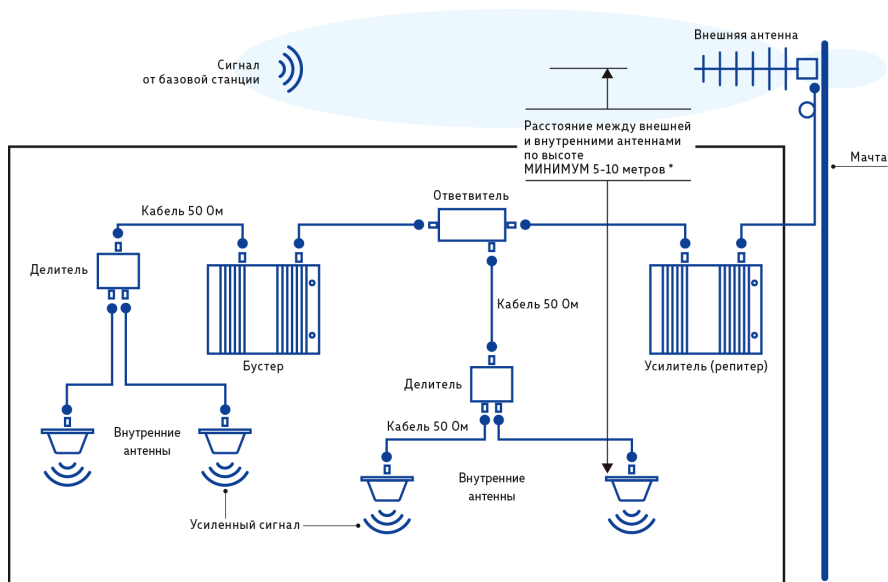 Внешняя антенна
Сигнал
от базовой станции
Расстояние между внешней
и внутренними антеннами
по высоте
МИНИМУМ 5-10 метров *
Мачта
Ответвитель
Кабель 50 Ом
Делитель
Кабель 50 Ом
Бустер
Усилитель (репитер)
Делитель
Кабель 50 Ом
Внутренние
антенны
Внутренние
антенны
Усиленный сигнал